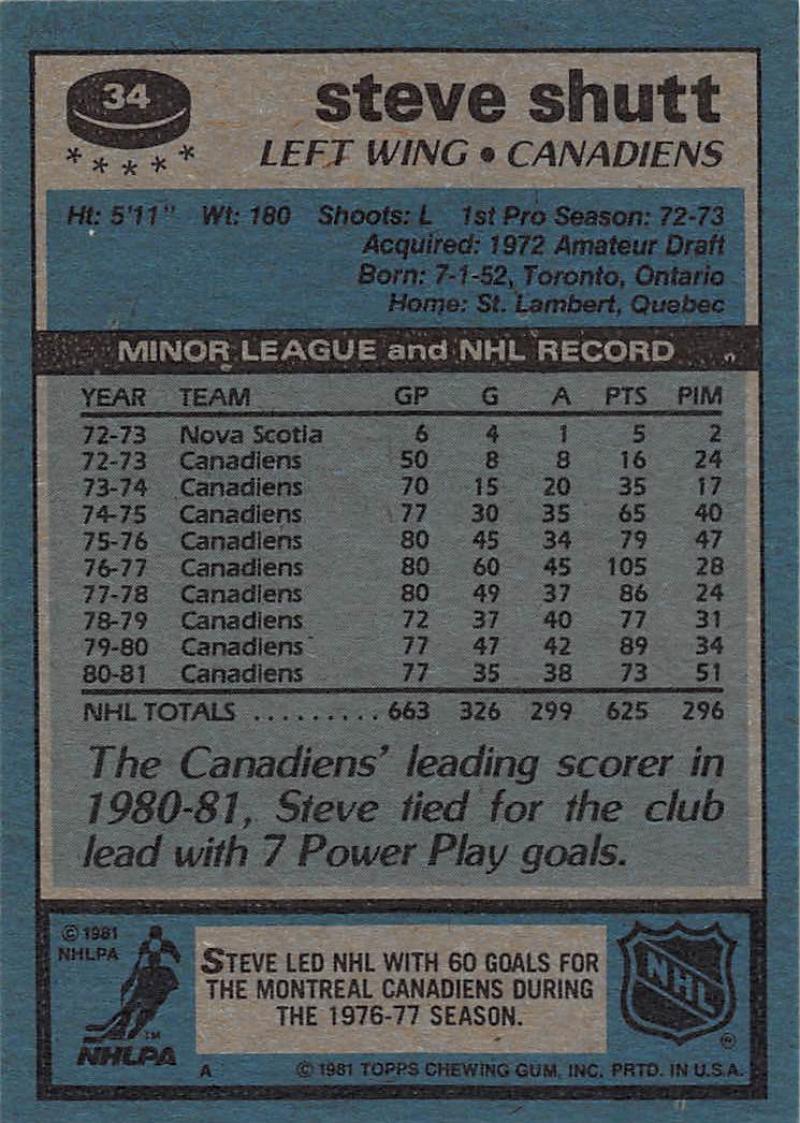 34
steve shutt
* * * * *
LEFT WING • CANADIENS
Ht: 5'11" Wt: 180 Shoots: L 1st Pro Season: 72-73
Acquired: 1972 Amateur Draft
Born: 7-1-52, Toronto, Ontario
Home: St. Lambert, Quebec
MINOR LEAGUE and NHL RECORD
YEAR TEAM GP G A PTS PIM
72-73 Nova Scotia 6 4 1 5 2
72-73 Canadiens 50 8 8 16 24
73-74 Canadiens 70 15 20 35 17
74-75 Canadiens 77 30 35 65 40
75-76 Canadiens 80 45 34 79 47
76-77 Canadiens 80 60 45 105 28
77-78 Canadiens 80 49 37 86 24
78-79 Canadiens 72 37 40 77 31
79-80 Canadiens 77 47 42 89 34
80-81 Canadiens 77 35 38 73 51
NHL TOTALS ......... 663 326 299 625 296
The Canadiens' leading scorer in
1980-81, Steve tied for the club
lead with 7 Power Play goals.
© 1981
NHLPA
TM
NHLPA
STEVE LED NHL WITH 60 GOALS FOR
THE MONTREAL CANADIENS DURING
THE 1976-77 SEASON.
NHL
®
A © 1981 TOPPS CHEWING GUM, INC. PRTD. IN U.S.A.